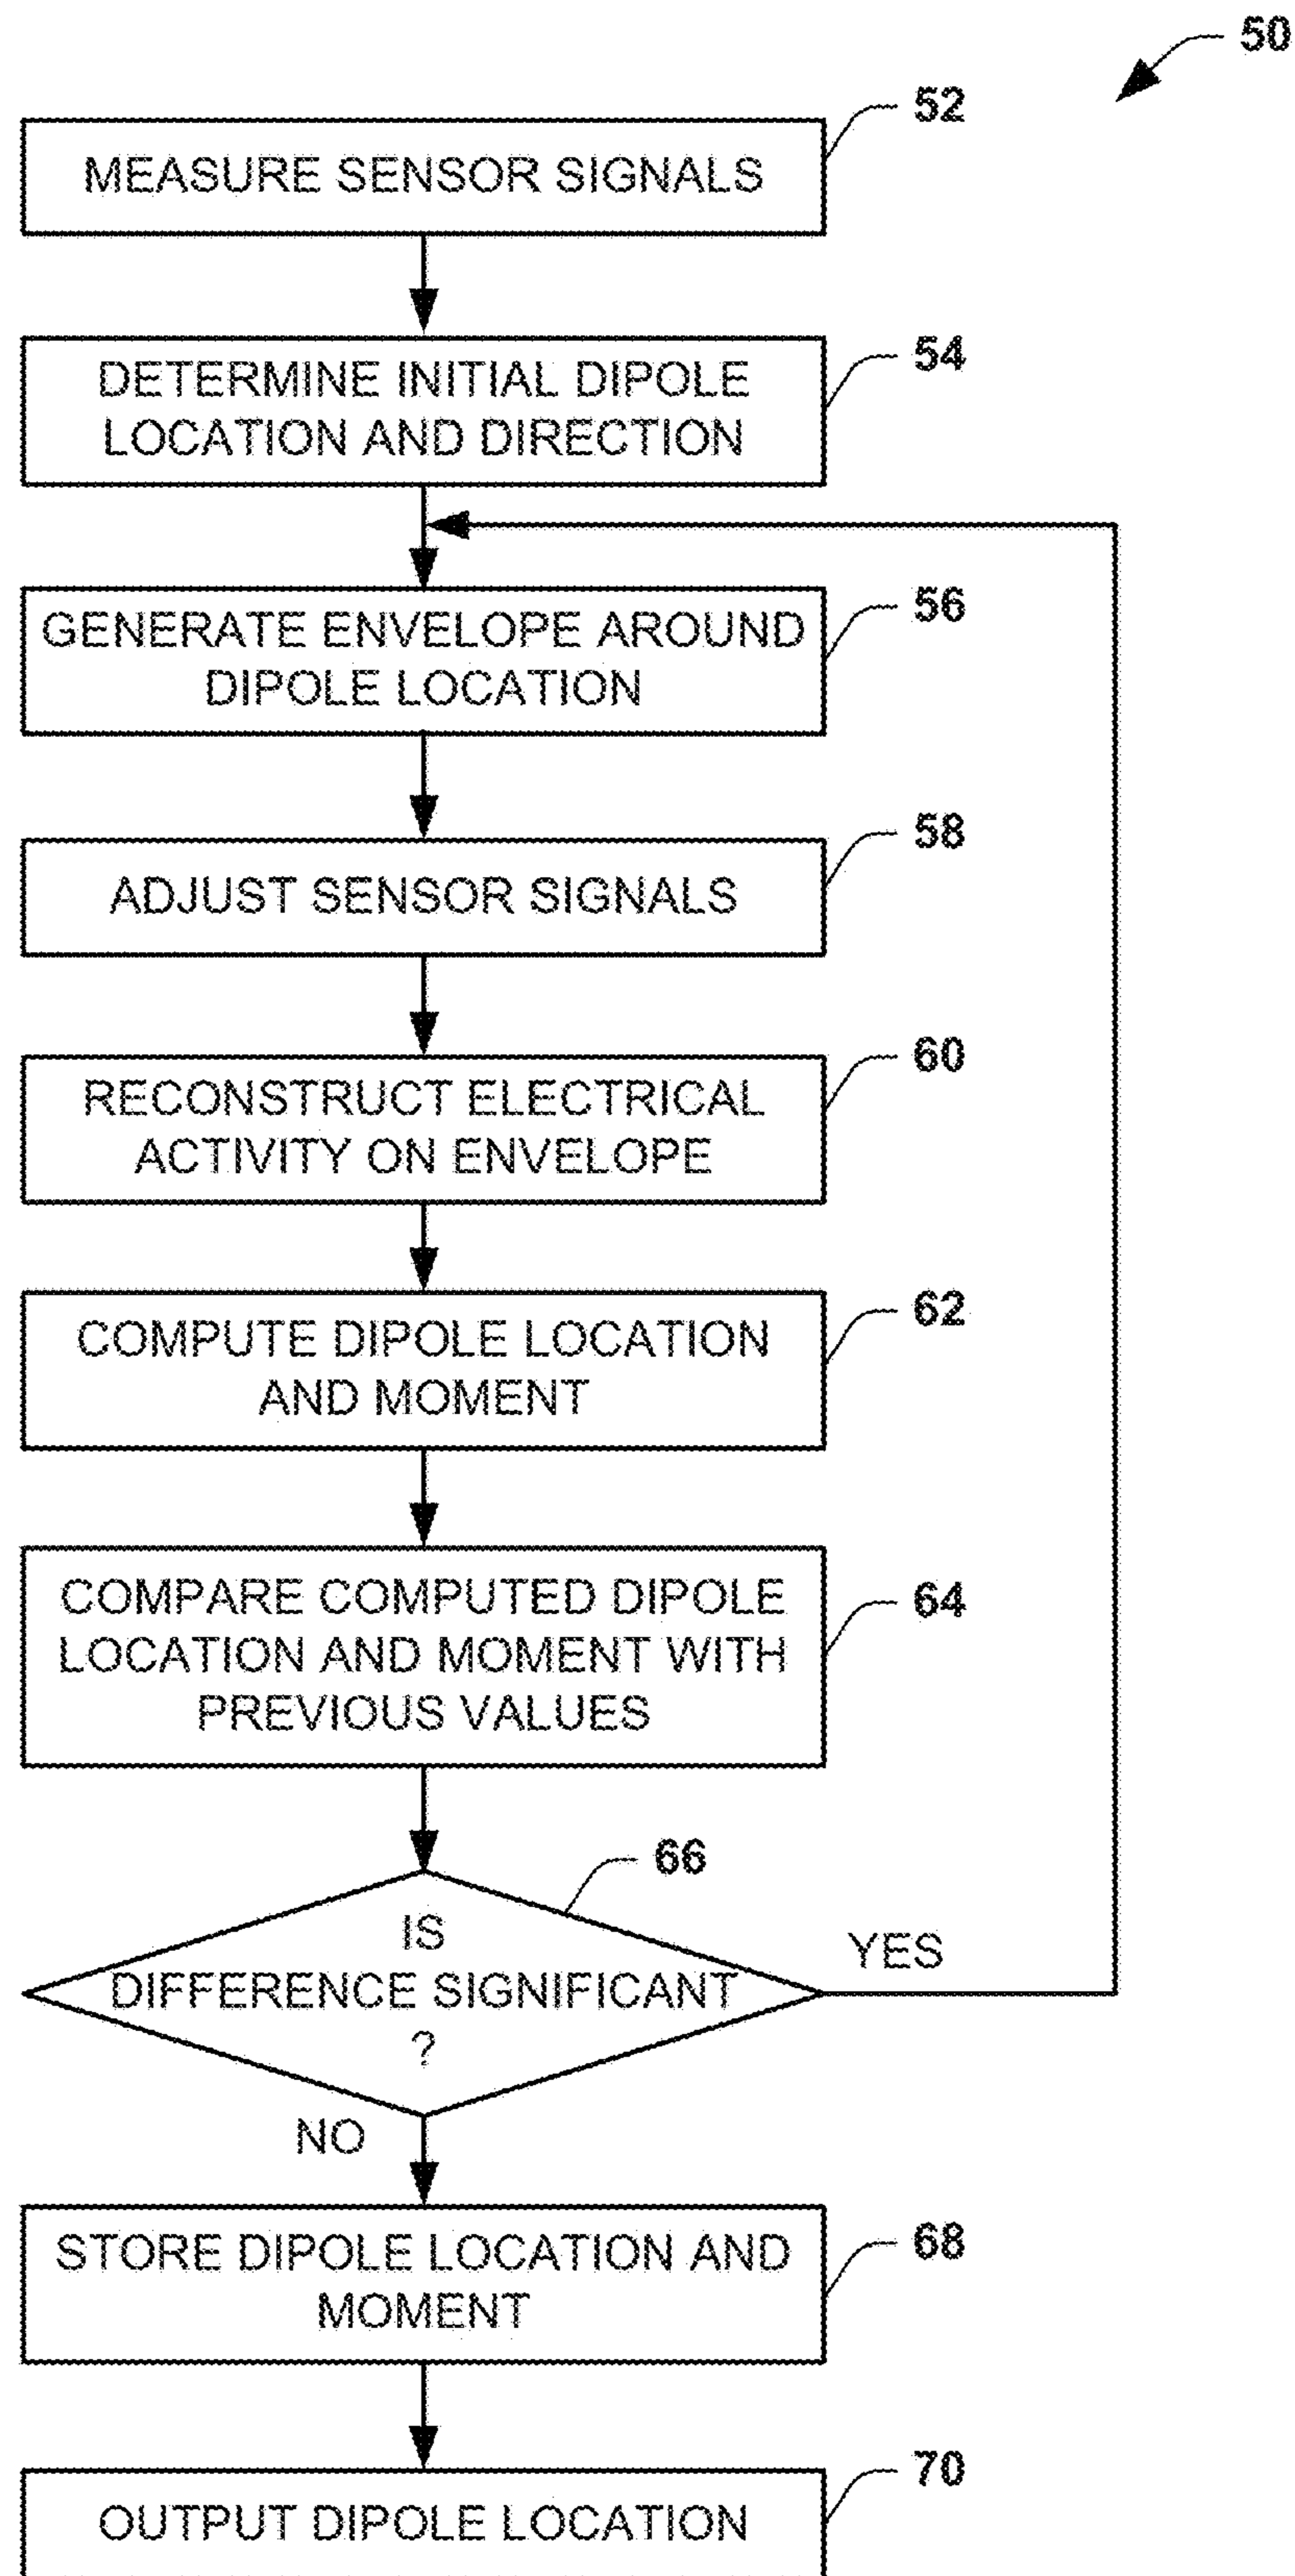 50
52
MEASURE SENSOR SIGNALS
54
DETERMINE INITIAL DIPOLE
LOCATION AND DIRECTION
56
GENERATE ENVELOPE AROUND
DIPOLE LOCATION
58
ADJUST SENSOR SIGNALS
60
RECONSTRUCT ELECTRICAL
ACTIVITY ON ENVELOPE
62
COMPUTE DIPOLE LOCATION
AND MOMENT
64
COMPARE COMPUTED DIPOLE
LOCATION AND MOMENT WITH
PREVIOUS VALUES
66
IS
DIFFERENCE SIGNIFICANT
?
YES
NO
68
STORE DIPOLE LOCATION AND
MOMENT
70
OUTPUT DIPOLE LOCATION